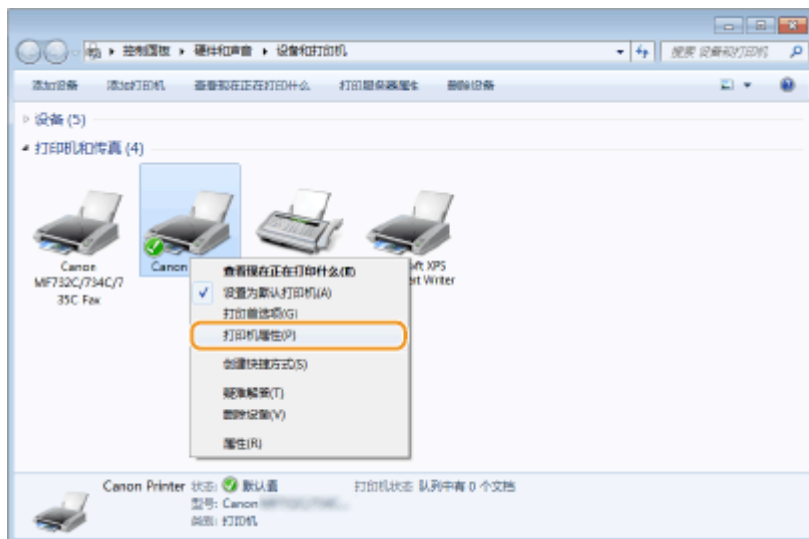 控制面板 ▸ 硬件和声音 ▸ 设备和打印机
搜索 设备和打印机
添加设备 添加打印机 查看现在正在打印什么 打印服务器属性 删除设备
设备 (5)
打印机和传真 (4)
Canon
MF732C/734C/7
35C Fax
Canon
ft XPS
ent Writer
查看现在正在打印什么(E)
设置为默认打印机(A)
打印首选项(G)
打印机属性(P)
创建快捷方式(S)
疑难解答(T)
删除设备(V)
属性(R)
Canon Printer 状态: 默认值 打印机状态: 队列中有 0 个文档
型号: Canon
类别: 打印机